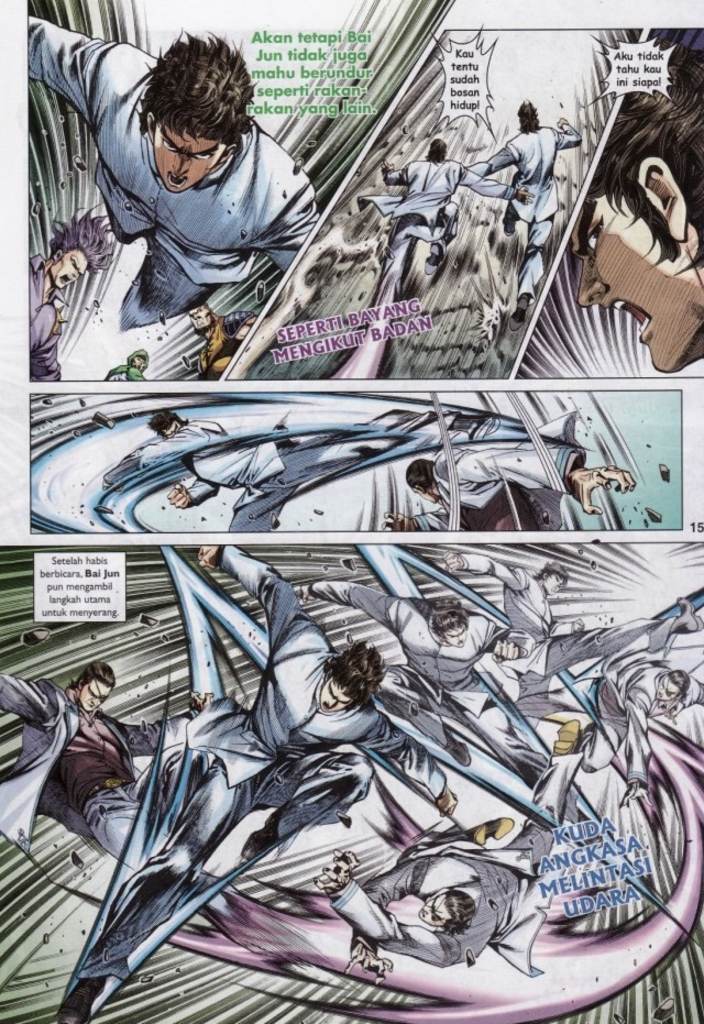 Akan tetapi Bai
Jun tidak juga
mahu berundur
seperti rakan-
rakan yang lain.
Kau
tentu
sudah
bosan
hidup!
Aku tidak
tahu kau
ini siapa!
SEPERTI BAYANG
MENGIKUT BADAN
15
Setelah habis
berbicara, Bai Jun
pun mengambil
langkah utama
untuk menyerang.
KUDA
ANGKASA
MELINTASI
UDARA